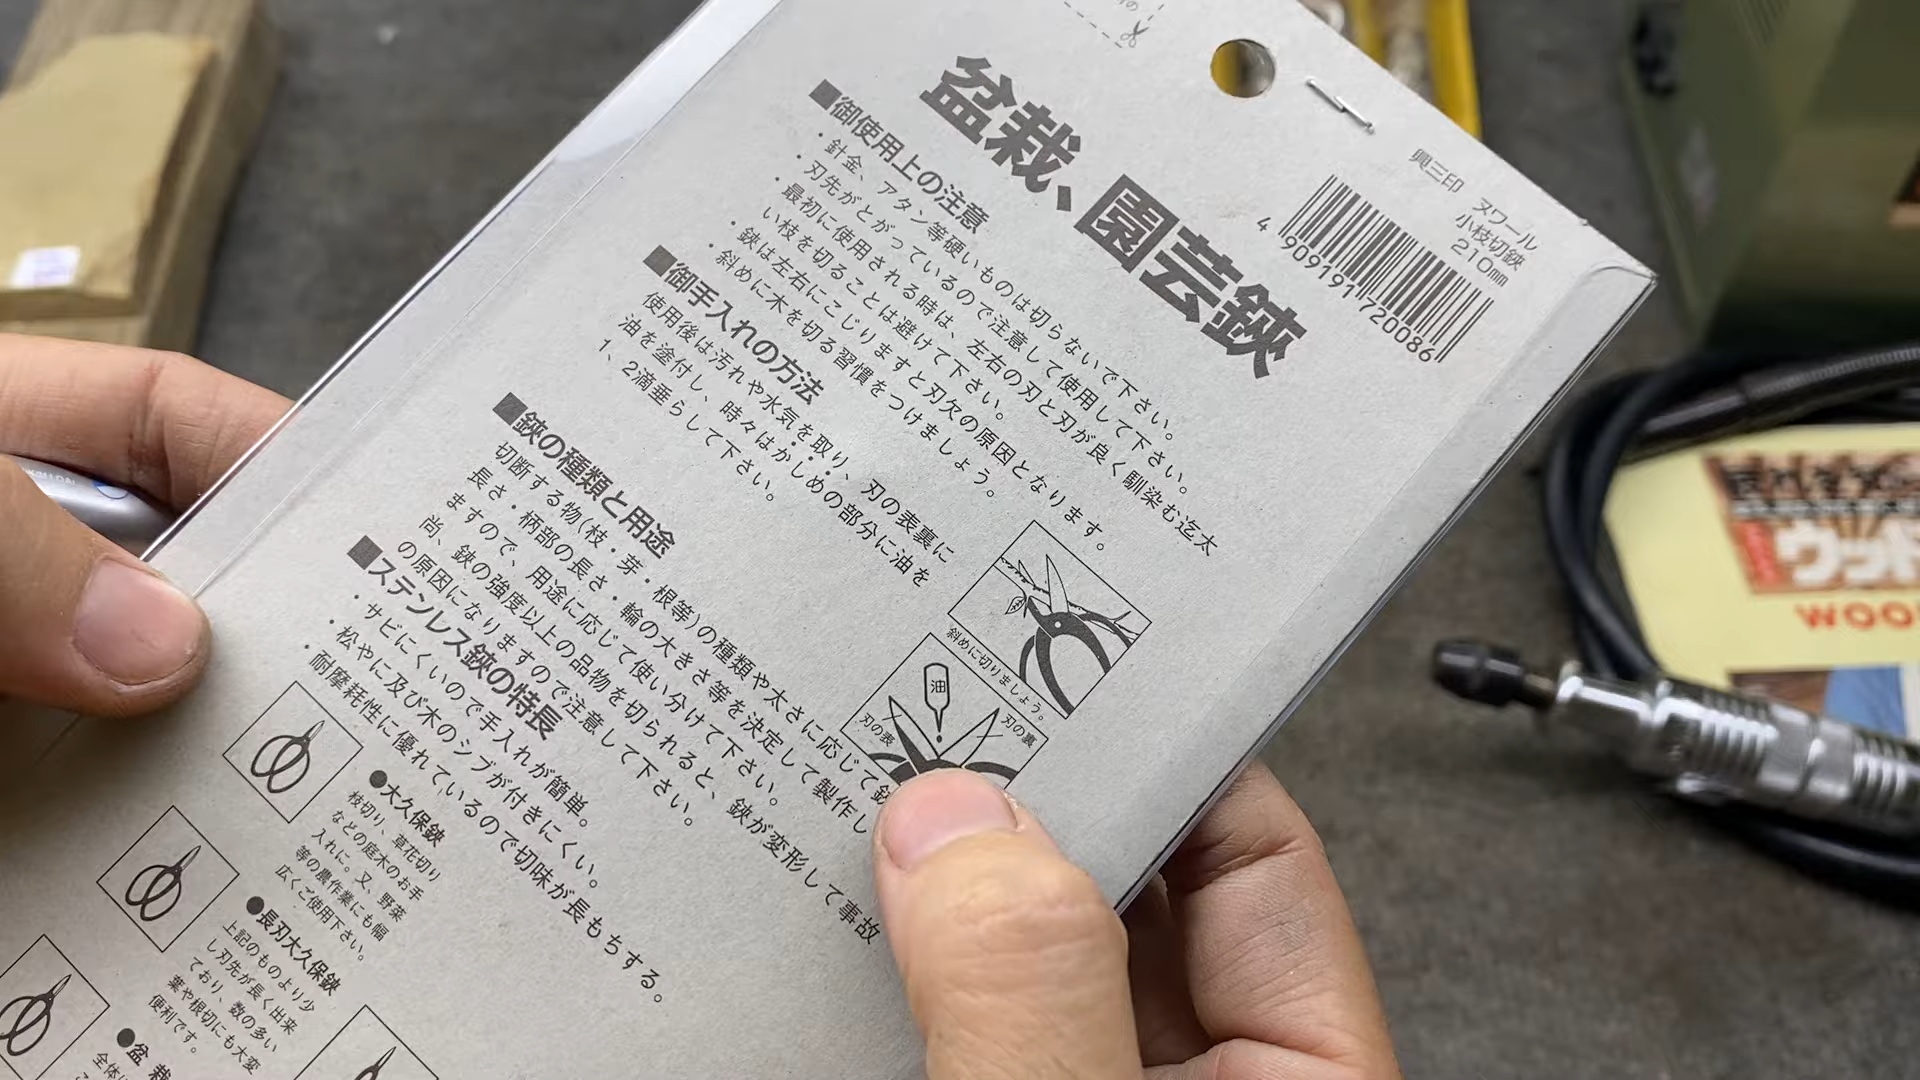 盆栽、園芸鋏
興三印
ヌワール
小枝切鋏
210mm
4 909191 720086
■御使用上の注意
・針金、アタン等硬いものは切らないで下さい。
・刃先がとがっているので注意して使用して下さい。
・最初に使用される時は、左右の刃と刃が良く馴染む迄太
い枝を切ることは避けて下さい。
・鋏は左右にこじりますと刃欠の原因となります。
・斜めに木を切る習慣をつけましょう。
■御手入れの方法
使用後は汚れや水気を取り、刃の表裏に
油を塗付し、時々はかしめの部分に油を
1、2滴垂らして下さい。
斜めに切りましょう。
油
刃の表
刃の裏
■鋏の種類と用途
切断する物(枝・芽・根等)の種類や太さに応じて鋏
長さ・柄部の長さ・輪の大きさ等を決定して製作し
ますので、用途に応じて使い分けて下さい。
尚、鋏の強度以上の品物を切られると、鋏が変形して事故
の原因になりますので注意して下さい。
■ステンレス鋏の特長
・サビにくいので手入れが簡単。
・松やに及び木のシブが付きにくい。
・耐摩耗性に優れているので切味が長もちする。
●大久保鋏
枝切り、草花切り
などの庭木のお手
入れに。又、野菜
等の農作業にも幅
広くご使用下さい。
●長刃大久保鋏
上記のものより少
し刃先が長く出来
ており、数の多い
葉や根切にも大変
便利です。
●盆栽
全体
ウッド
WOO